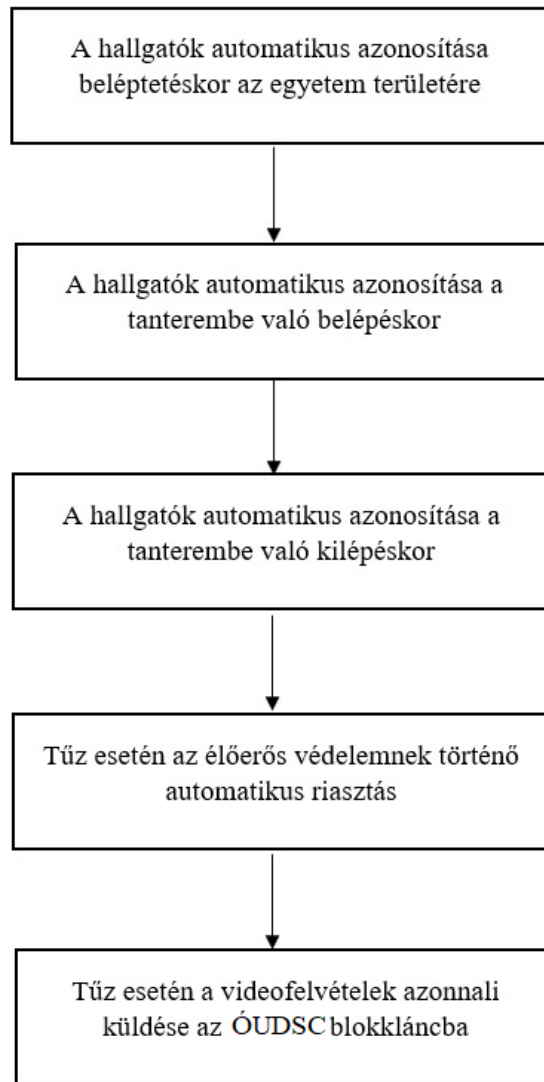 A hallgatók automatikus azonosítása
beléptetéskor az egyetem területére
A hallgatók automatikus azonosítása a
tanterembe való belépéskor
A hallgatók automatikus azonosítása a
tanterembe való kilépéskor
Tűz esetén az élőerős védelemnek történő
automatikus riasztás
Tűz esetén a videofelvételek azonnali
küldése az ÓUDSC blokkláncba